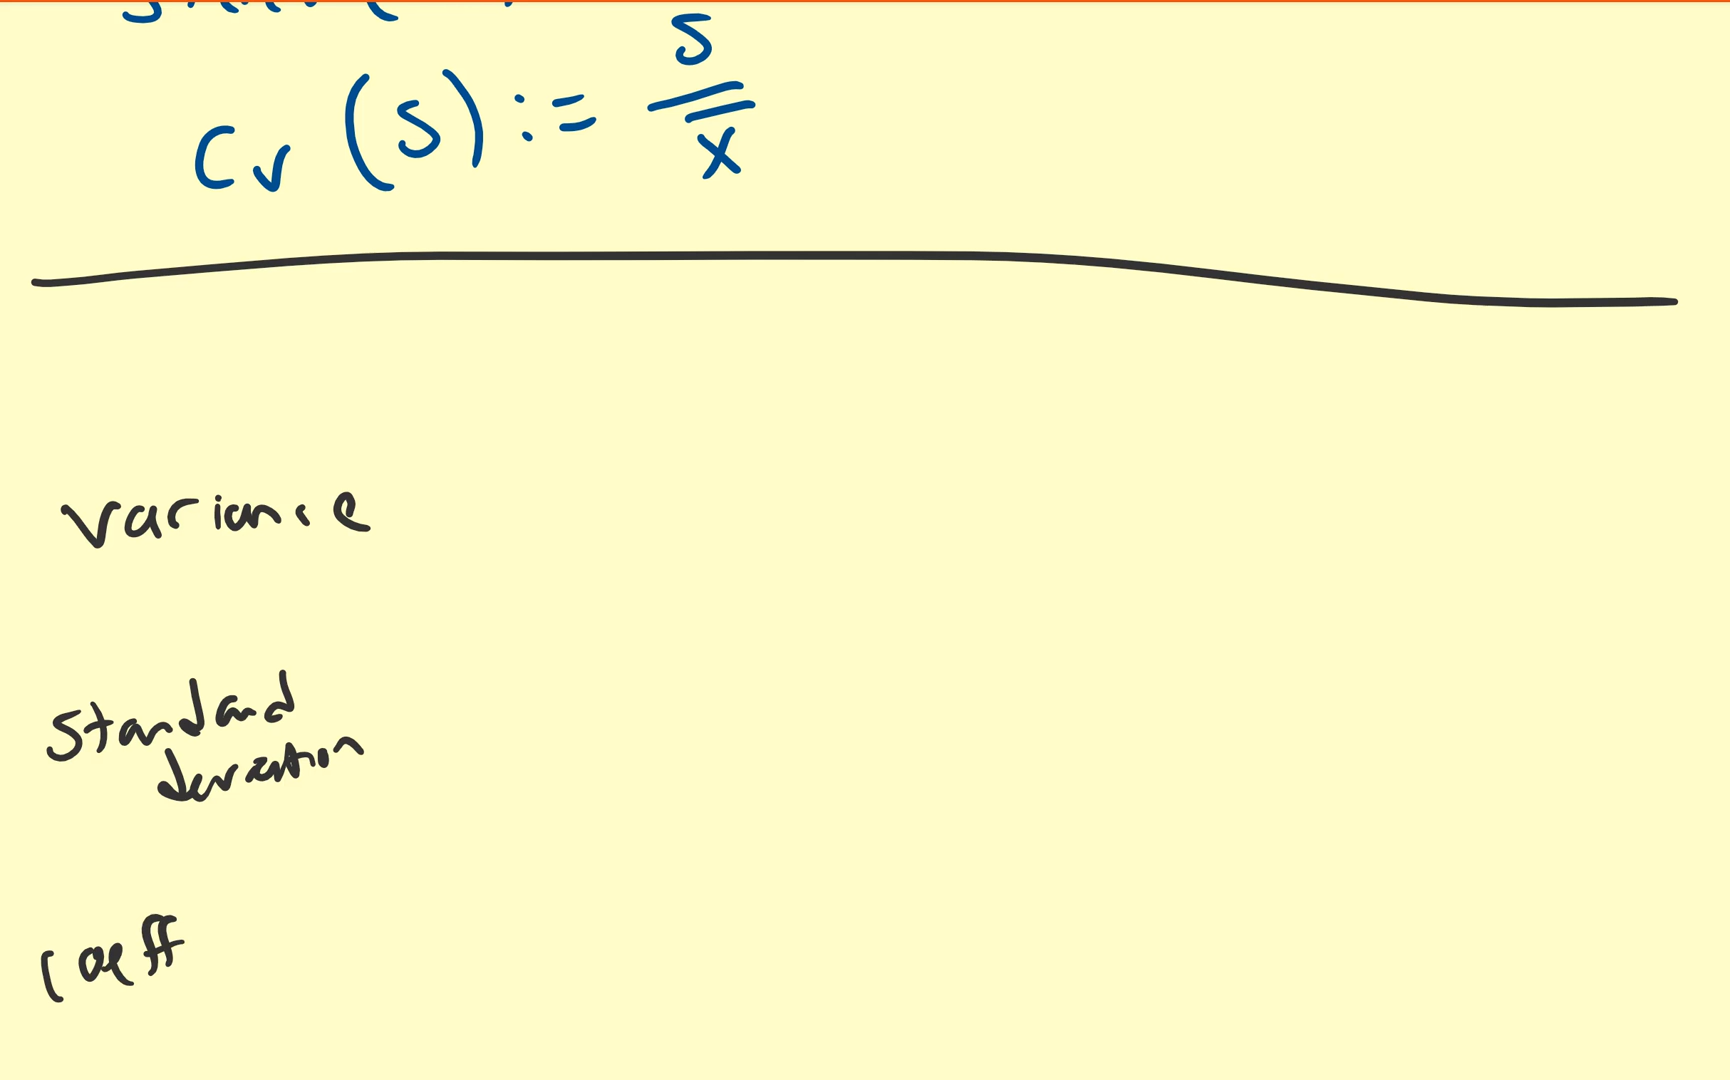 Cv (S) := s / x̄
variance
Standard
deviation
Coeff